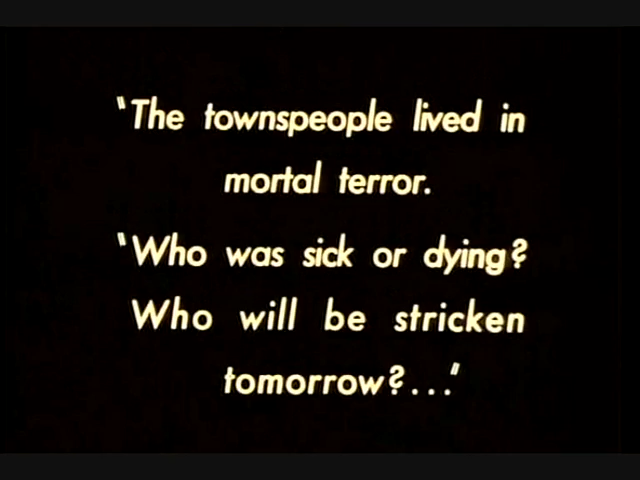 "The townspeople lived in
mortal terror.
"Who was sick or dying?
Who will be stricken
tomorrow?..."